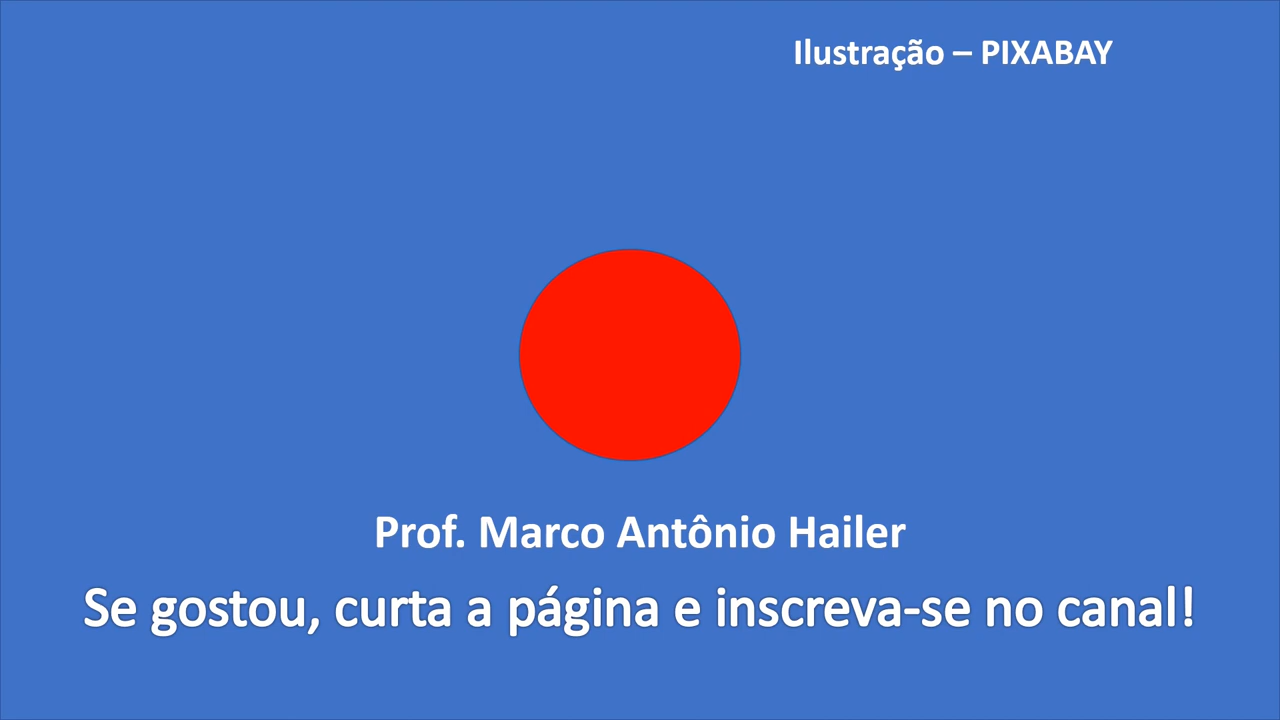 Ilustração – PIXABAY
Prof. Marco Antônio Hailer
Se gostou, curta a página e inscreva-se no canal!